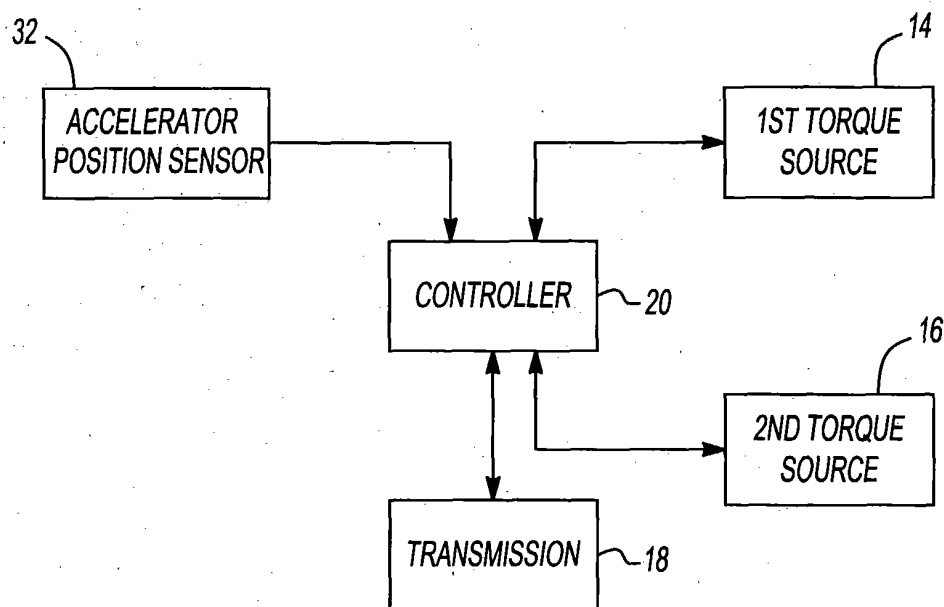 32
ACCELERATOR
POSITION SENSOR
14
1ST TORQUE
SOURCE
CONTROLLER
20
16
2ND TORQUE
SOURCE
TRANSMISSION
18